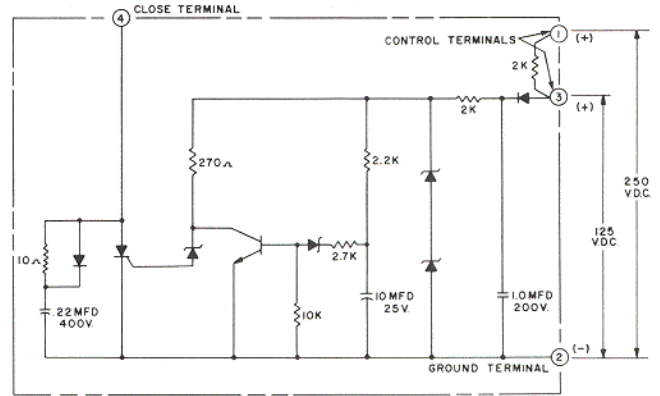 4 CLOSE TERMINAL
CONTROL TERMINALS
1 (+)
2K
3 (+)
2K
270Ω
2.2K
250
V.D.C.
125
V.D.C.
10Ω
2.7K
.22MFD
400V.
10K
10MFD
25V.
1.0MFD
200V.
2 (-)
GROUND TERMINAL